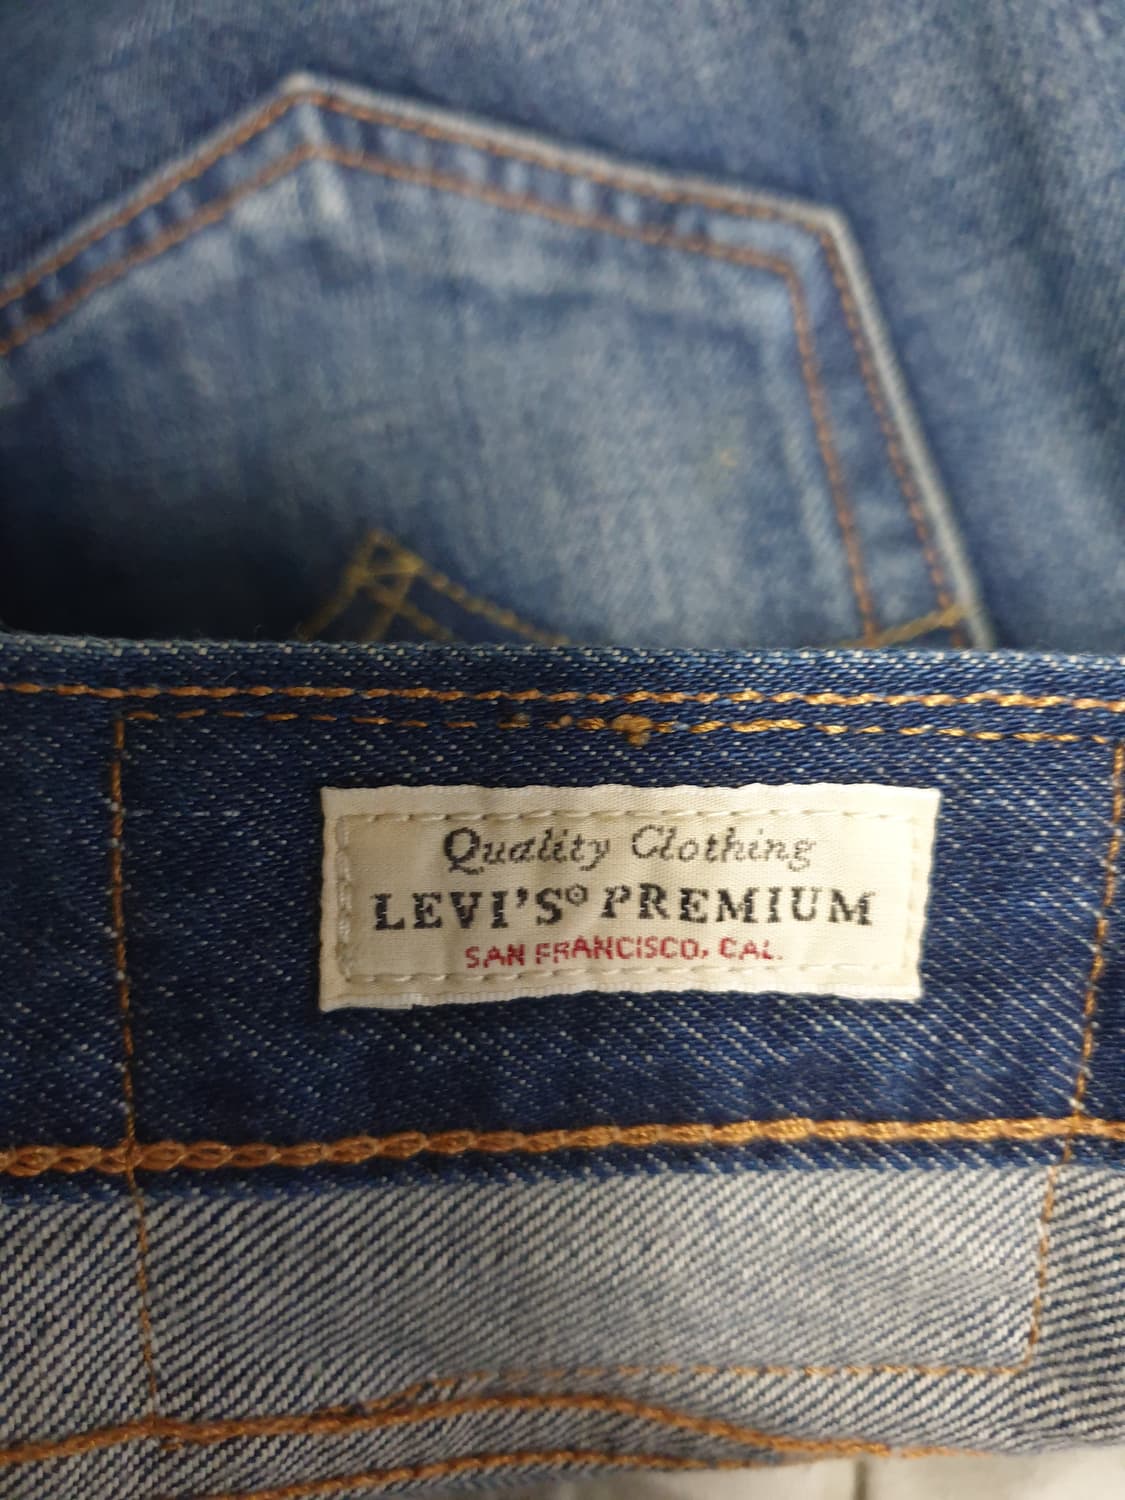 Quality Clothing
LEVI'S® PREMIUM
SAN FRANCISCO, CAL.